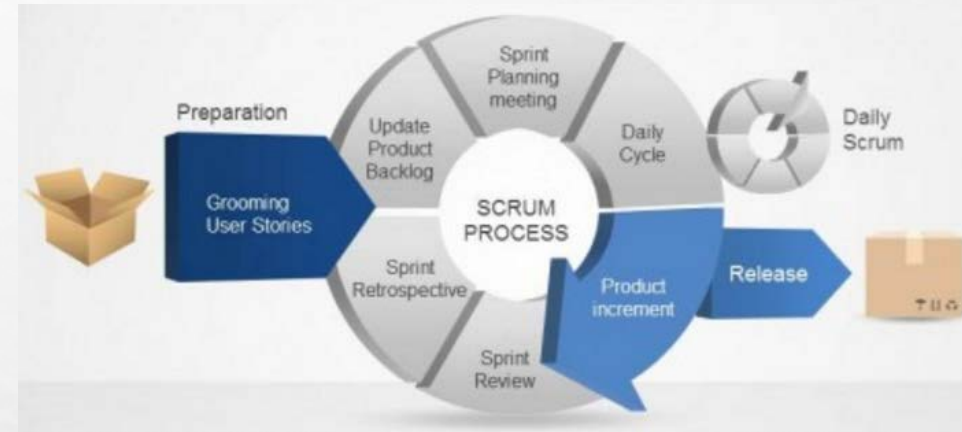 Preparation
Grooming
User Stories
Update
Product
Backlog
Sprint
Planning
meeting
Daily
Cycle
Daily
Scrum
SCRUM
PROCESS
Product
increment
Release
Sprint
Review
Sprint
Retrospective